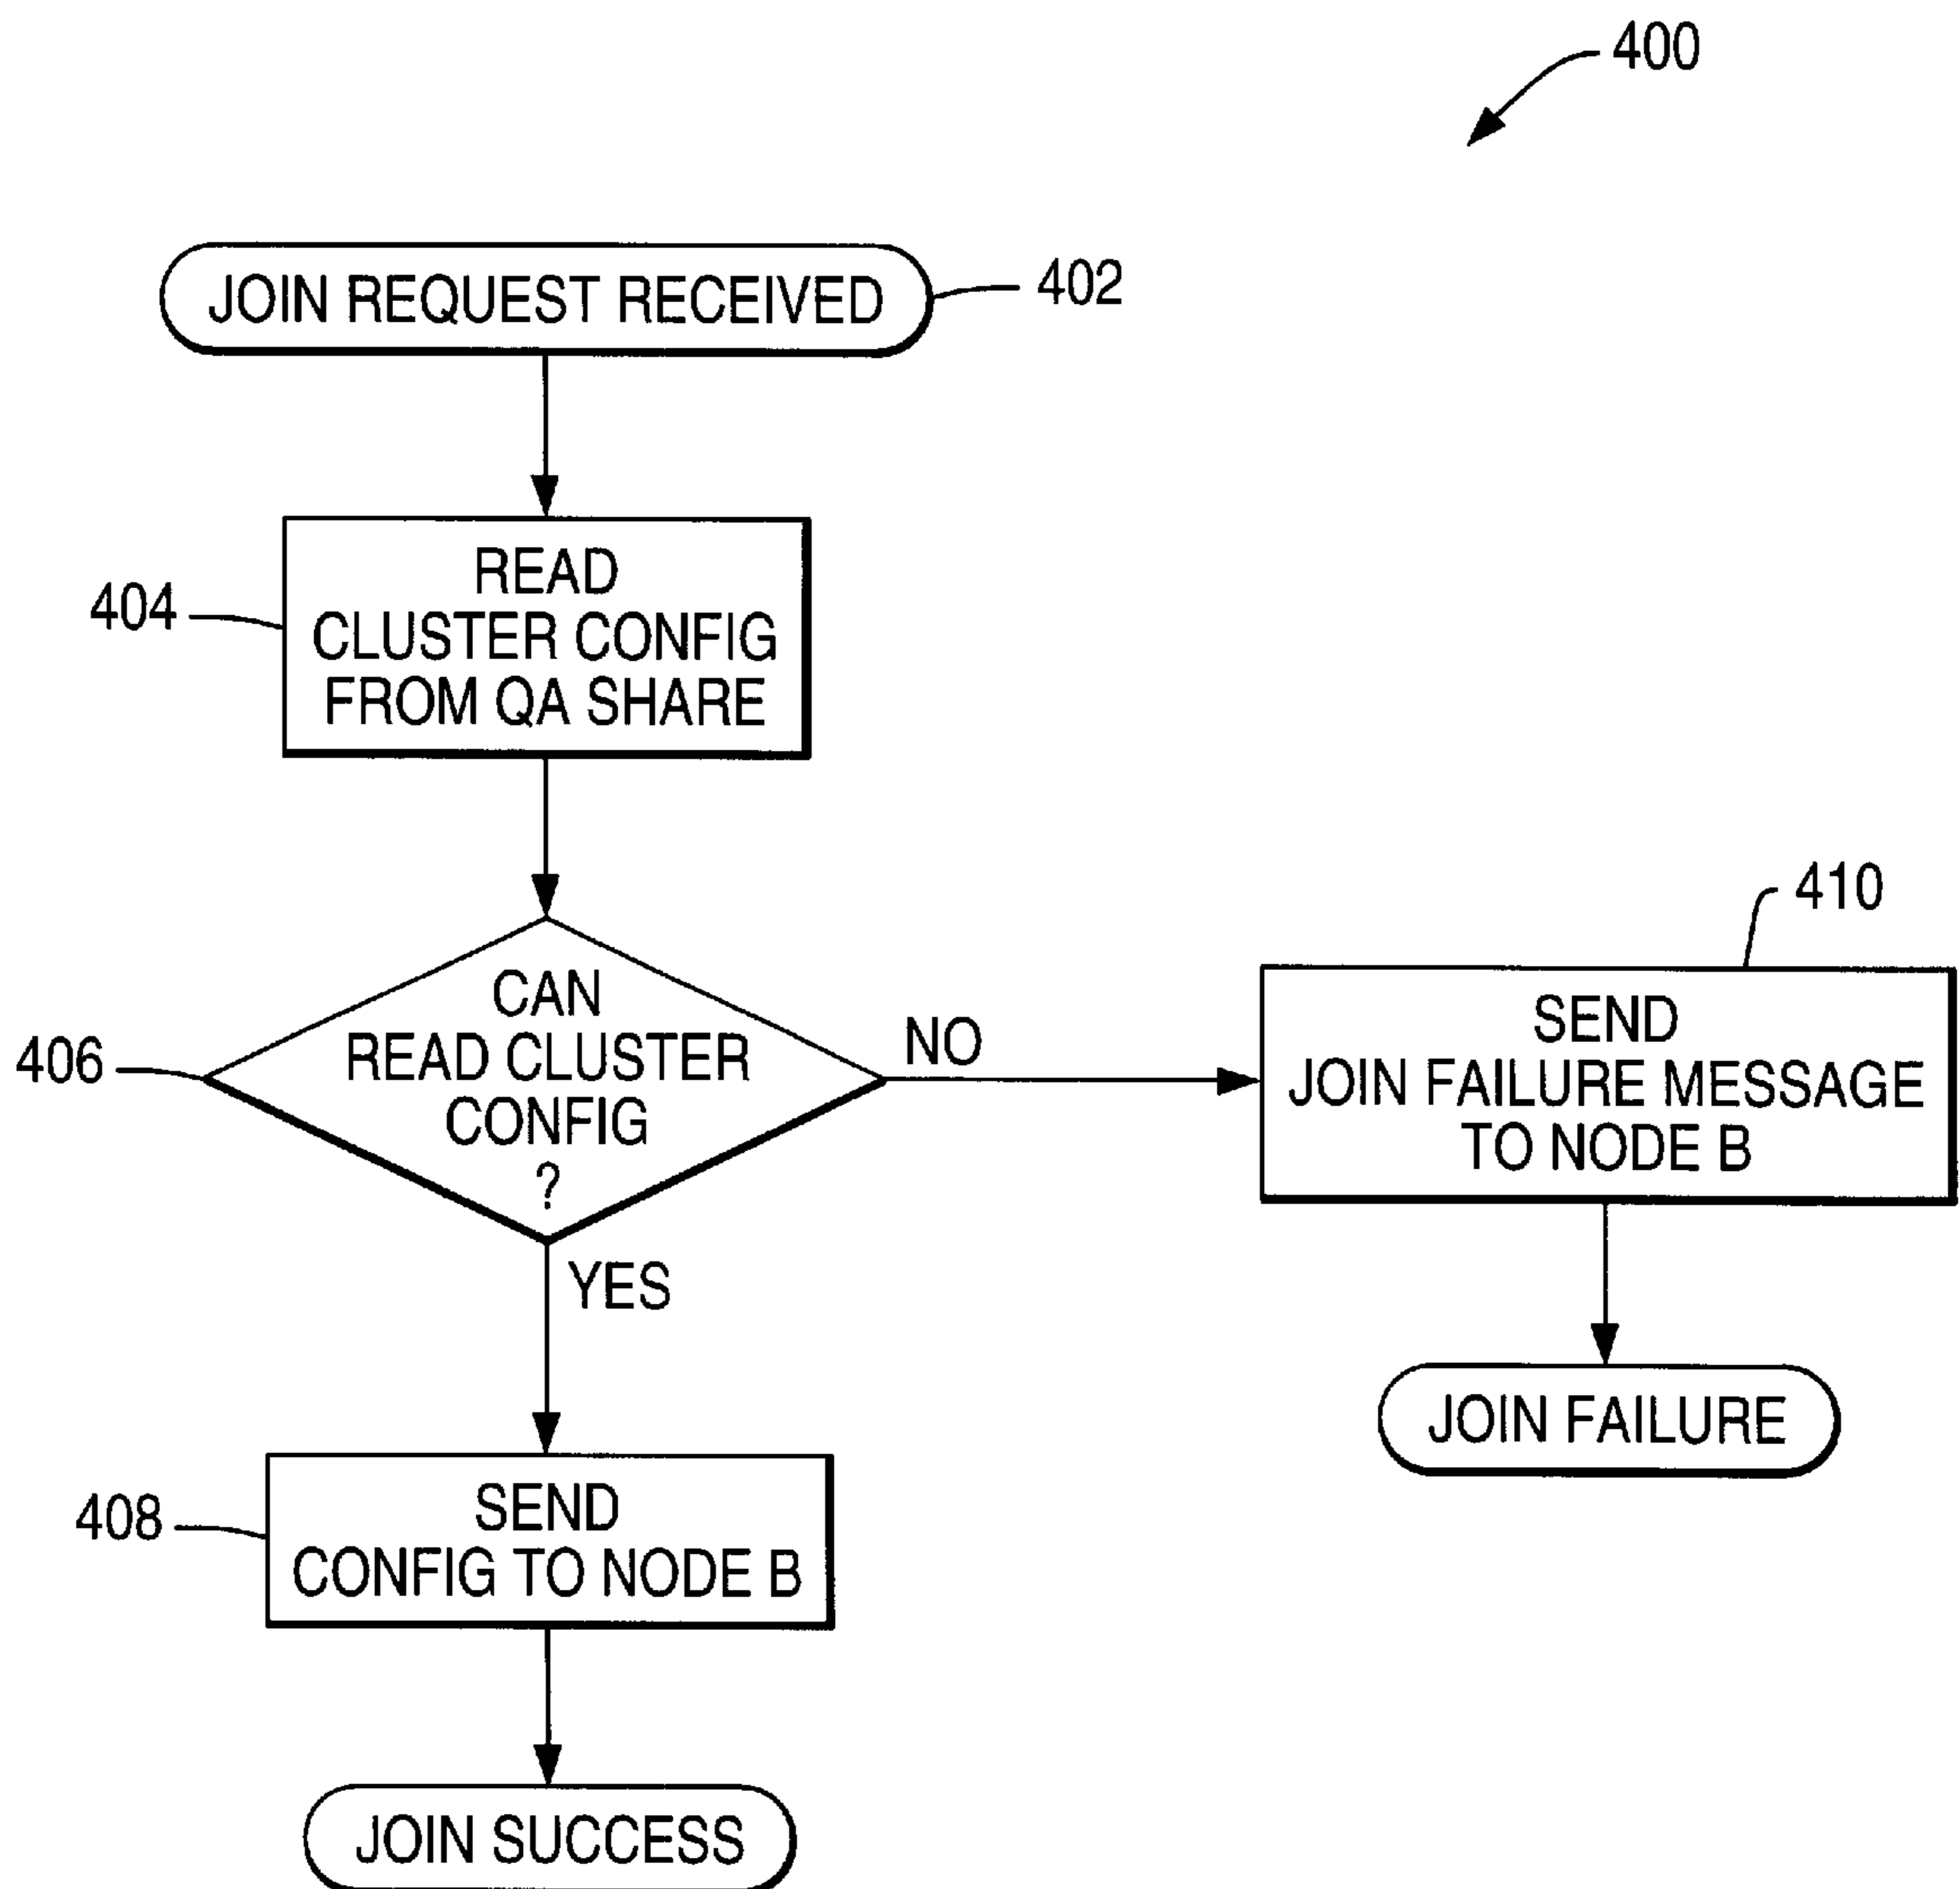 400
JOIN REQUEST RECEIVED
402
404
READ
CLUSTER CONFIG
FROM QA SHARE
406
CAN
READ CLUSTER
CONFIG
?
NO
410
SEND
JOIN FAILURE MESSAGE
TO NODE B
YES
JOIN FAILURE
408
SEND
CONFIG TO NODE B
JOIN SUCCESS